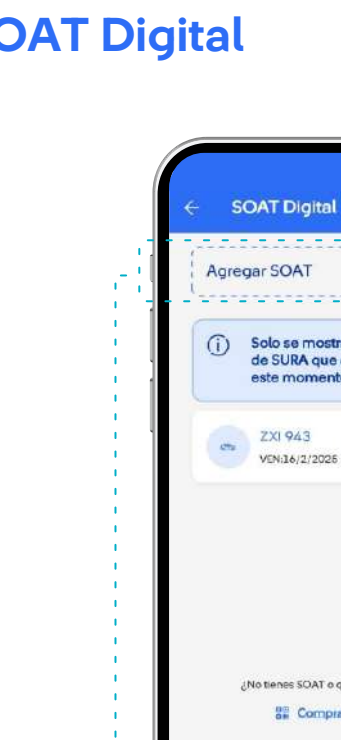 OAT Digital
SOAT Digital
Agregar SOAT
Solo se mostr
de SURA que
este moment
ZXI 943
VEN:16/2/2026
¿No tienes SOAT o q
Compra